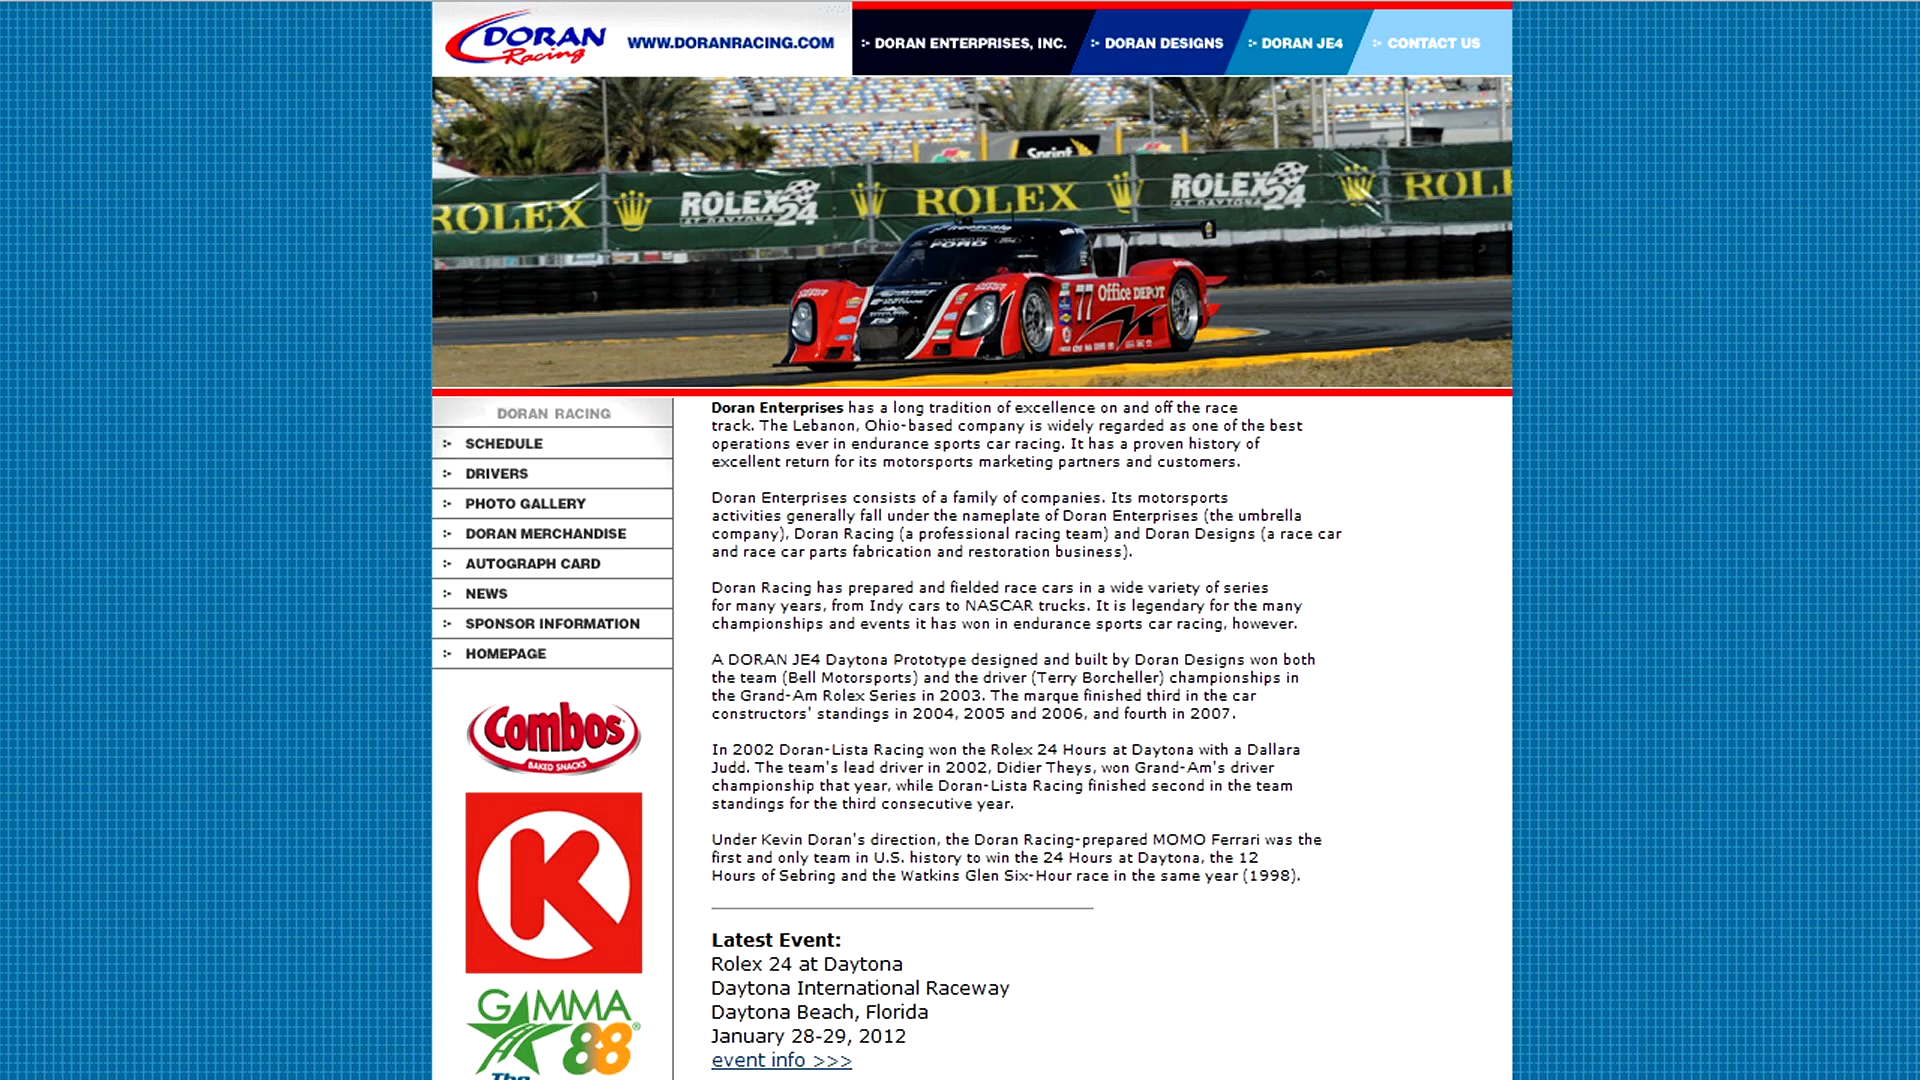 DORAN Racing
WWW.DORANRACING.COM
:- DORAN ENTERPRISES, INC.
:- DORAN DESIGNS
:- DORAN JE4
:- CONTACT US
Sprint
ROLEX
ROLEX 24
AT DAYTONA
ROLEX
ROLEX 24
AT DAYTONA
ROL
FORD
77 Office DEPOT
DORAN RACING
:- SCHEDULE
:- DRIVERS
:- PHOTO GALLERY
:- DORAN MERCHANDISE
:- AUTOGRAPH CARD
:- NEWS
:- SPONSOR INFORMATION
:- HOMEPAGE
Combos
BAKED SNACKS
K
GAMMA
88®
The
Doran Enterprises has a long tradition of excellence on and off the race
track. The Lebanon, Ohio-based company is widely regarded as one of the best
operations ever in endurance sports car racing. It has a proven history of
excellent return for its motorsports marketing partners and customers.
Doran Enterprises consists of a family of companies. Its motorsports
activities generally fall under the nameplate of Doran Enterprises (the umbrella
company), Doran Racing (a professional racing team) and Doran Designs (a race car
and race car parts fabrication and restoration business).
Doran Racing has prepared and fielded race cars in a wide variety of series
for many years, from Indy cars to NASCAR trucks. It is legendary for the many
championships and events it has won in endurance sports car racing, however.
A DORAN JE4 Daytona Prototype designed and built by Doran Designs won both
the team (Bell Motorsports) and the driver (Terry Borcheller) championships in
the Grand-Am Rolex Series in 2003. The marque finished third in the car
constructors' standings in 2004, 2005 and 2006, and fourth in 2007.
In 2002 Doran-Lista Racing won the Rolex 24 Hours at Daytona with a Dallara
Judd. The team's lead driver in 2002, Didier Theys, won Grand-Am's driver
championship that year, while Doran-Lista Racing finished second in the team
standings for the third consecutive year.
Under Kevin Doran's direction, the Doran Racing-prepared MOMO Ferrari was the
first and only team in U.S. history to win the 24 Hours at Daytona, the 12
Hours of Sebring and the Watkins Glen Six-Hour race in the same year (1998).
Latest Event:
Rolex 24 at Daytona
Daytona International Raceway
Daytona Beach, Florida
January 28-29, 2012
event info >>>